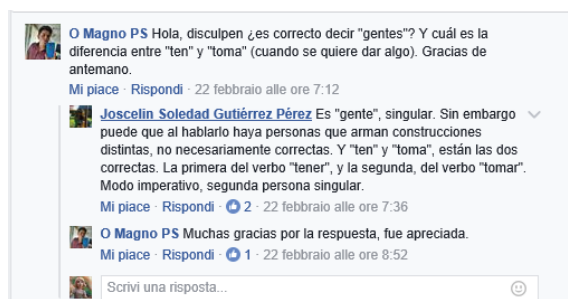 O Magno PS Hola, disculpen ¿es correcto decir "gentes"? Y cuál es la
diferencia entre "ten" y "toma" (cuando se quiere dar algo). Gracias de
antemano.
Mi piace · Rispondi · 22 febbraio alle ore 7:12
Joscelin Soledad Gutiérrez Pérez Es "gente", singular. Sin embargo
puede que al hablarlo haya personas que arman construcciones
distintas, no necesariamente correctas. Y "ten" y "toma", están las dos
correctas. La primera del verbo "tener", y la segunda, del verbo "tomar".
Modo imperativo, segunda persona singular.
Mi piace · Rispondi · 2 · 22 febbraio alle ore 7:36
O Magno PS Muchas gracias por la respuesta, fue apreciada.
Mi piace · Rispondi · 1 · 22 febbraio alle ore 8:52
Scrivi una risposta...